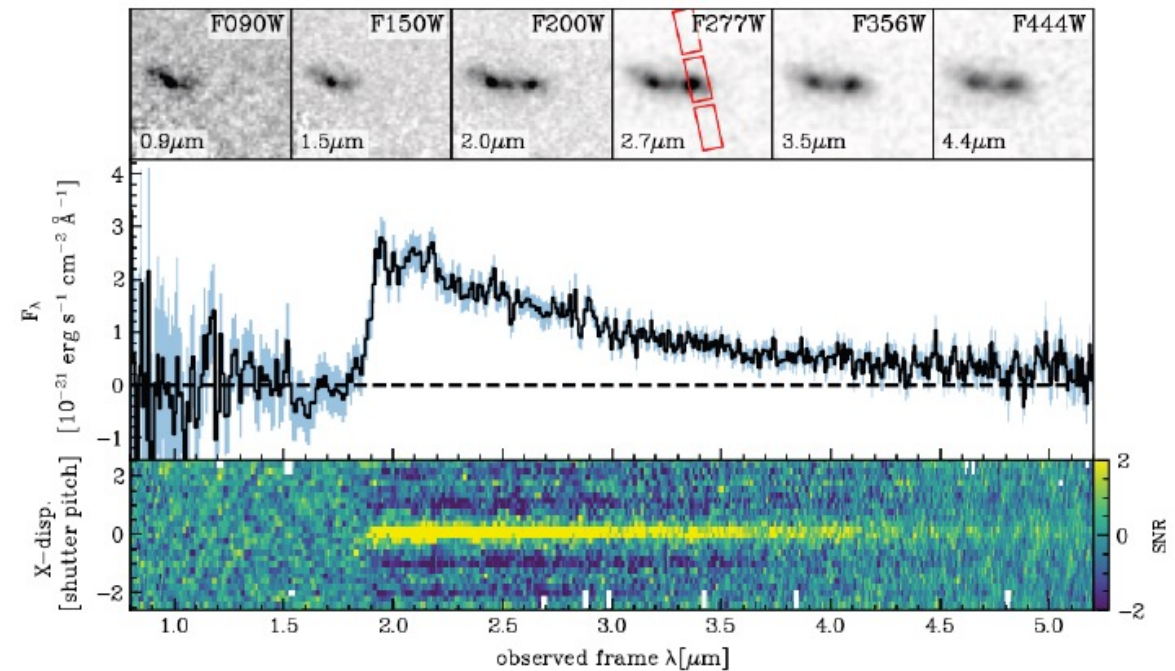 F090W F150W F200W F277W F356W F444W
0.9μm 1.5μm 2.0μm 2.7μm 3.5μm 4.4μm
4
3
2
1
0
−1
F_λ
[10⁻²¹ erg s⁻¹ cm⁻² Å⁻¹]
2
0
−2
X−disp.
[shutter pitch]
2
0
−2
SNR
1.0 1.5 2.0 2.5 3.0 3.5 4.0 4.5 5.0
observed frame λ[μm]